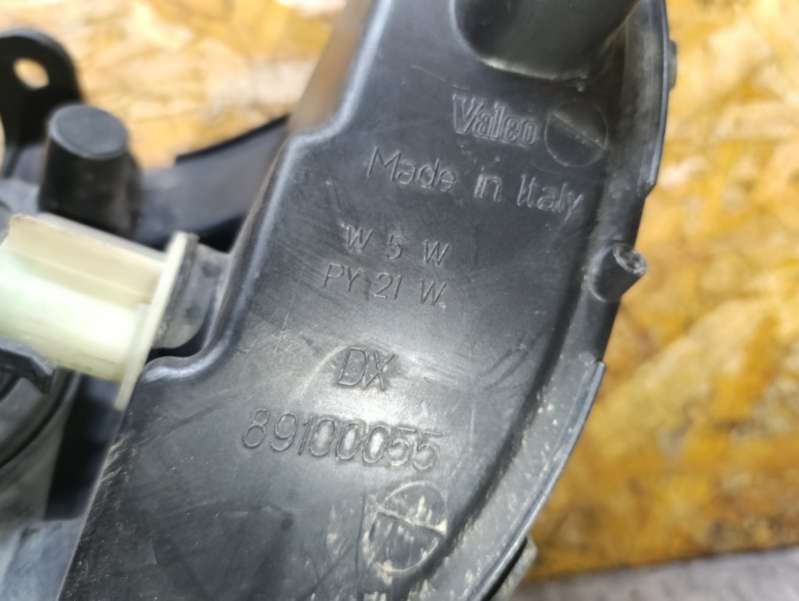 Valeo
Made in Italy
W 5 W
PY 21 W
DX
89100055